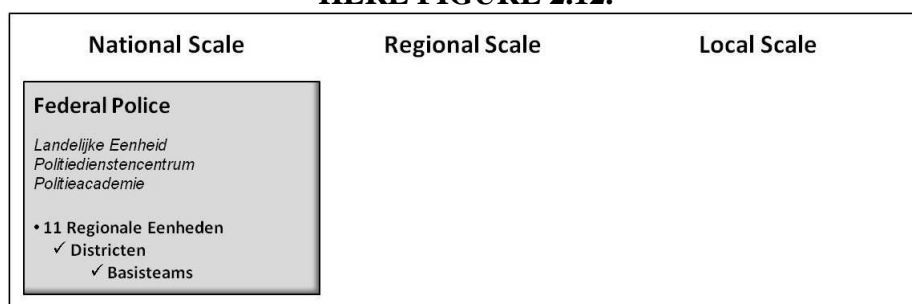 HERE FIGURE 2.12.
National Scale Regional Scale Local Scale
Federal Police
Landelijke Eenheid
Politiedienstencentrum
Politieacademie
• 11 Regionale Eenheden
✓ Districten
✓ Basisteams